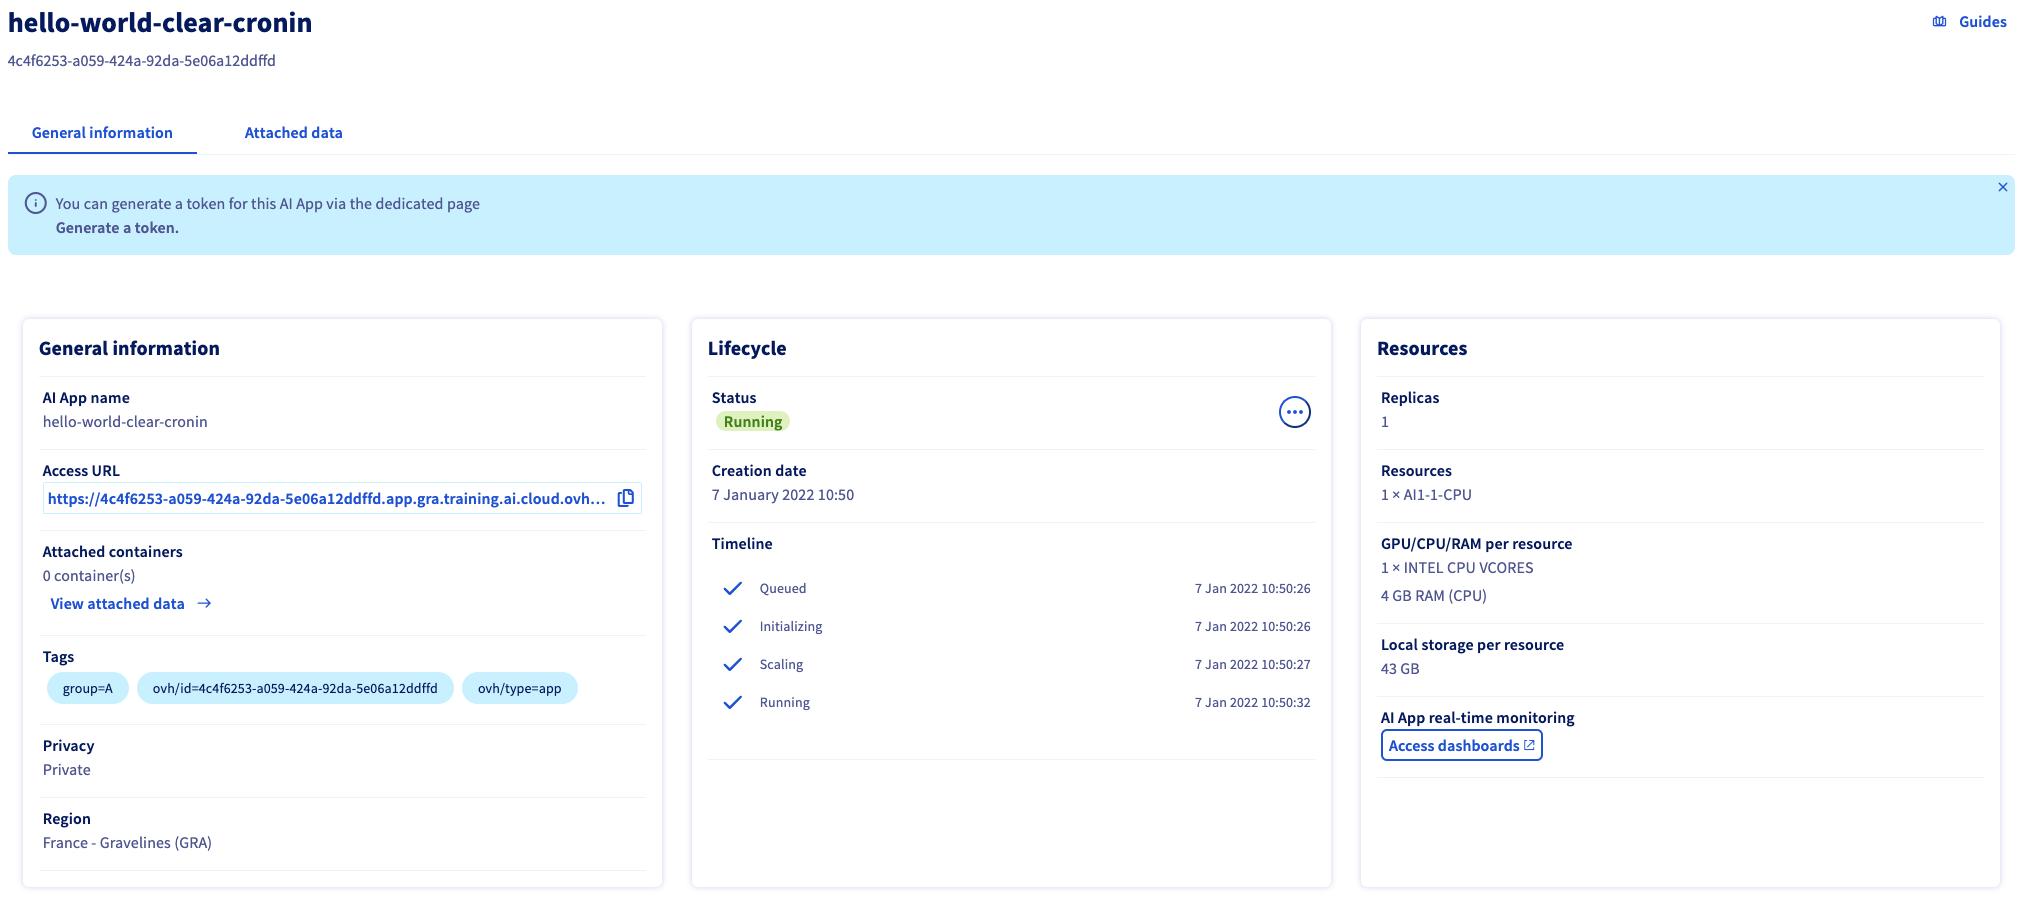 hello-world-clear-cronin
Guides
4c4f6253-a059-424a-92da-5e06a12ddffd
General information
Attached data
You can generate a token for this AI App via the dedicated page
Generate a token.
General information
AI App name
hello-world-clear-cronin
Access URL
https://4c4f6253-a059-424a-92da-5e06a12ddffd.app.gra.training.ai.cloud.ovh...
Attached containers
0 container(s)
View attached data
Tags
group=A ovh/id=4c4f6253-a059-424a-92da-5e06a12ddffd ovh/type=app
Privacy
Private
Region
France - Gravelines (GRA)
Lifecycle
Status
Running
Creation date
7 January 2022 10:50
Timeline
Queued 7 Jan 2022 10:50:26
Initializing 7 Jan 2022 10:50:26
Scaling 7 Jan 2022 10:50:27
Running 7 Jan 2022 10:50:32
Resources
Replicas
1
Resources
1 × AI1-1-CPU
GPU/CPU/RAM per resource
1 × INTEL CPU VCORES
4 GB RAM (CPU)
Local storage per resource
43 GB
AI App real-time monitoring
Access dashboards